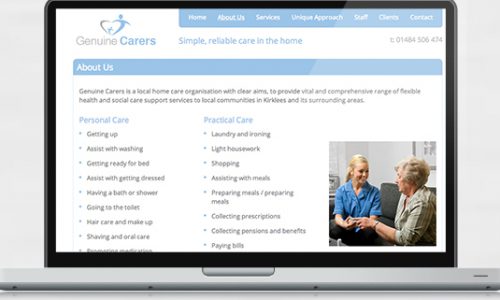 Home About Us Services Unique Approach Staff Clients Contact
Genuine Carers
Simple, reliable care in the home
t: 01484 506 474
About Us
Genuine Carers is a local home care organisation with clear aims, to provide vital and comprehensive range of flexible
health and social care support services to local communities in Kirklees and its surrounding areas.
Personal Care
Getting up
Assist with washing
Getting ready for bed
Assist with getting dressed
Having a bath or shower
Going to the toilet
Hair care and make up
Shaving and oral care
Prompting medication
Practical Care
Laundry and ironing
Light housework
Shopping
Assisting with meals
Preparing meals / preparing
meals
Collecting prescriptions
Collecting pensions and benefits
Paying bills